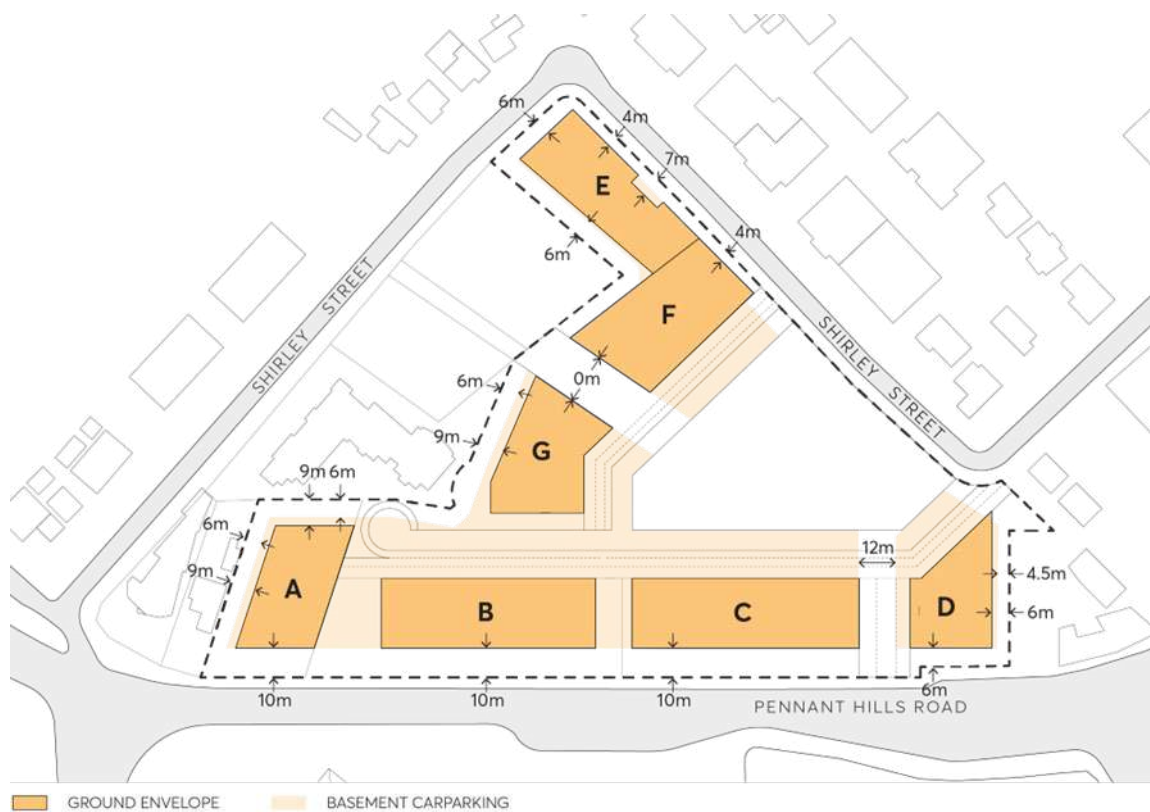 6m
4m
7m
E
4m
6m
F
SHIRLEY STREET
SHIRLEY STREET
0m
6m
9m
G
9m 6m
6m
9m
12m
A
B
C
D
4.5m
6m
10m
10m
10m
6m
PENNANT HILLS ROAD
GROUND ENVELOPE
BASEMENT CARPARKING